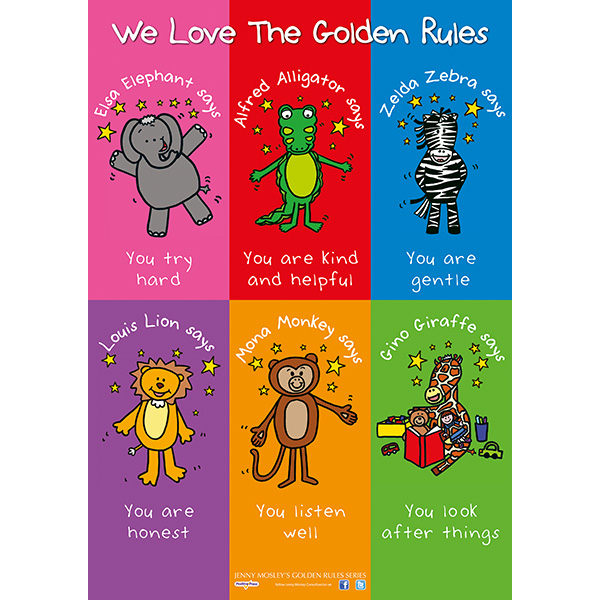 We Love The Golden Rules
Elsa Elephant says
Alfred Alligator says
Zelda Zebra says
You try
hard
You are kind
and helpful
You are
gentle
Louis Lion says
Mona Monkey says
Gino Giraffe says
You are
honest
You listen
well
You look
after things
JENNY MOSLEY'S GOLDEN RULES SERIES
Positive Press